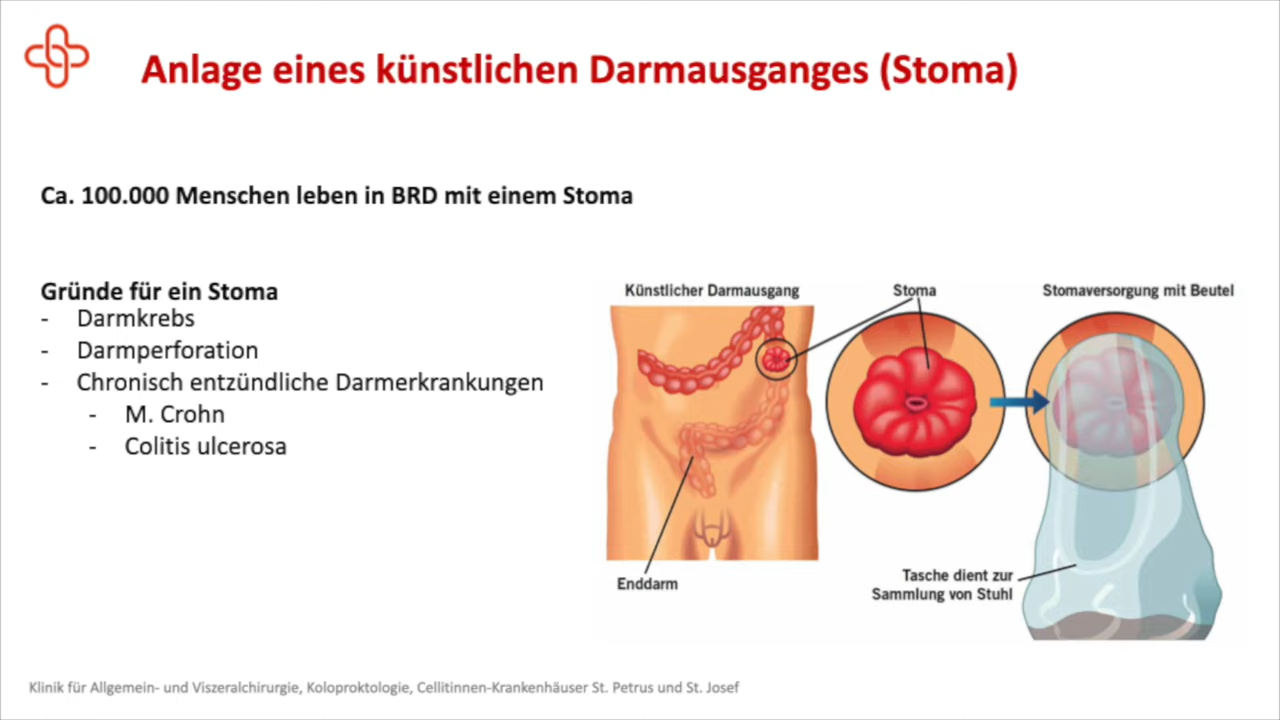 Anlage eines künstlichen Darmausganges (Stoma)
Ca. 100.000 Menschen leben in BRD mit einem Stoma
Gründe für ein Stoma
- Darmkrebs
- Darmperforation
- Chronisch entzündliche Darmerkrankungen
- M. Crohn
- Colitis ulcerosa
Künstlicher Darmausgang
Stoma
Stomaversorgung mit Beutel
Enddarm
Tasche dient zur
Sammlung von Stuhl
Klinik für Allgemein- und Viszeralchirurgie, Koloproktologie, Cellitinnen-Krankenhäuser St. Petrus und St. Josef